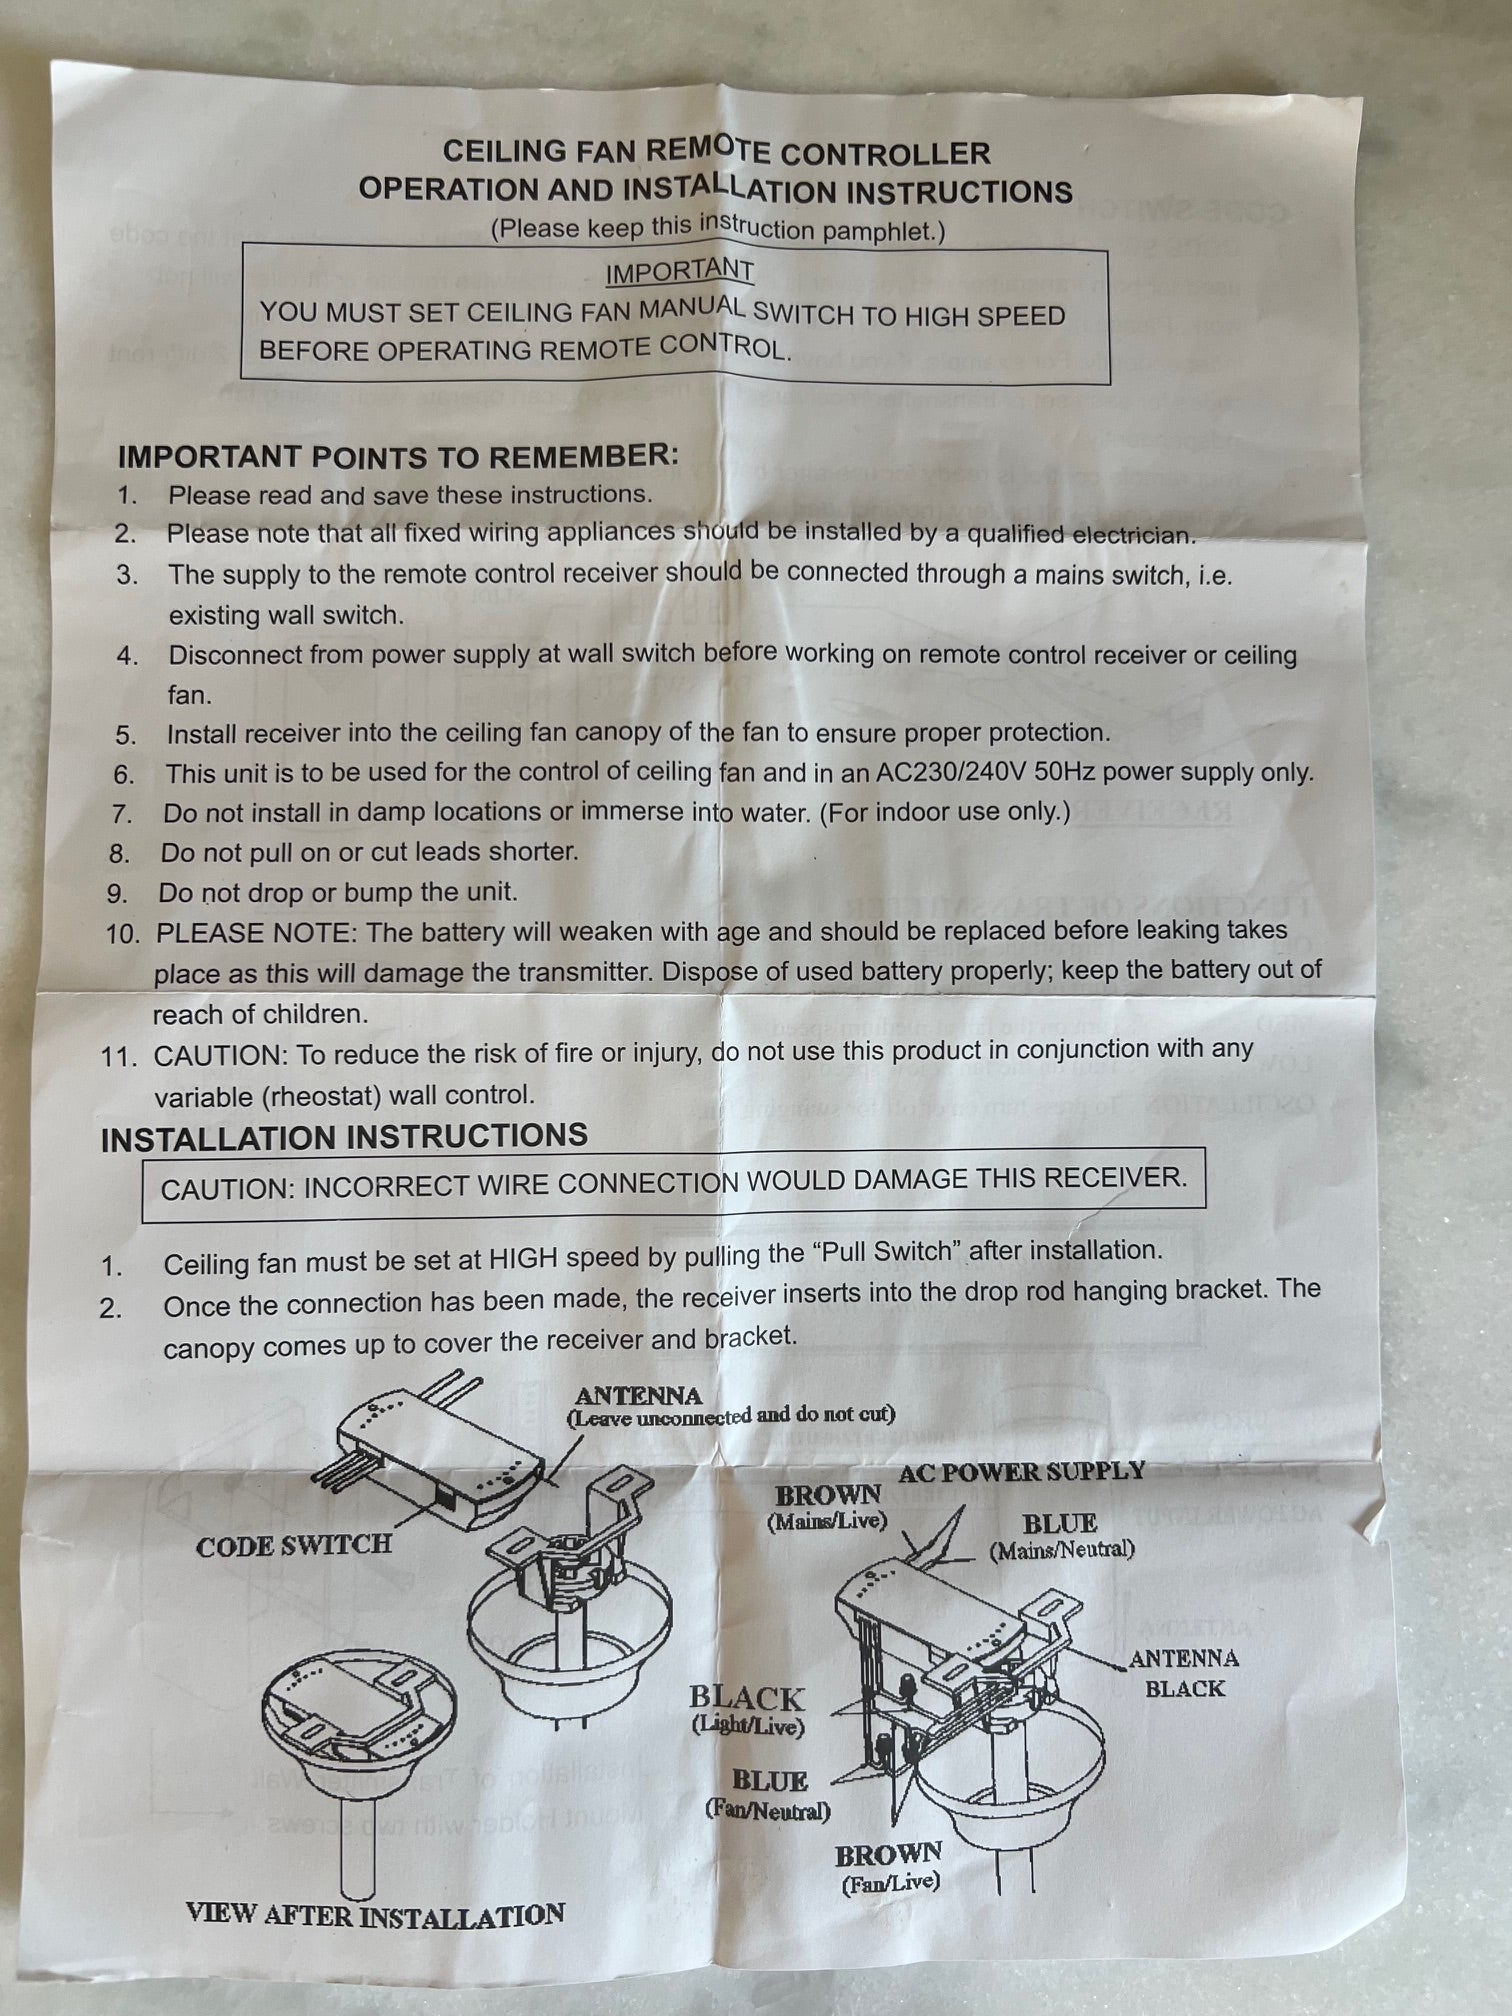 CEILING FAN REMOTE CONTROLLER
OPERATION AND INSTALLATION INSTRUCTIONS
(Please keep this instruction pamphlet.)
IMPORTANT
YOU MUST SET CEILING FAN MANUAL SWITCH TO HIGH SPEED
BEFORE OPERATING REMOTE CONTROL.
IMPORTANT POINTS TO REMEMBER:
1. Please read and save these instructions.
2. Please note that all fixed wiring appliances should be installed by a qualified electrician.
3. The supply to the remote control receiver should be connected through a mains switch, i.e.
existing wall switch.
4. Disconnect from power supply at wall switch before working on remote control receiver or ceiling
fan.
5. Install receiver into the ceiling fan canopy of the fan to ensure proper protection.
6. This unit is to be used for the control of ceiling fan and in an AC230/240V 50Hz power supply only.
7. Do not install in damp locations or immerse into water. (For indoor use only.)
8. Do not pull on or cut leads shorter.
9. Do not drop or bump the unit.
10. PLEASE NOTE: The battery will weaken with age and should be replaced before leaking takes
place as this will damage the transmitter. Dispose of used battery properly; keep the battery out of
reach of children.
11. CAUTION: To reduce the risk of fire or injury, do not use this product in conjunction with any
variable (rheostat) wall control.
INSTALLATION INSTRUCTIONS
CAUTION: INCORRECT WIRE CONNECTION WOULD DAMAGE THIS RECEIVER.
1. Ceiling fan must be set at HIGH speed by pulling the “Pull Switch” after installation.
2. Once the connection has been made, the receiver inserts into the drop rod hanging bracket. The
canopy comes up to cover the receiver and bracket.
ANTENNA
(Leave unconnected and do not cut)
CODE SWITCH
VIEW AFTER INSTALLATION
AC POWER SUPPLY
BROWN
(Mains/Live)
BLUE
(Mains/Neutral)
ANTENNA
BLACK
BLACK
(Light/Live)
BLUE
(Fan/Neutral)
BROWN
(Fan/Live)